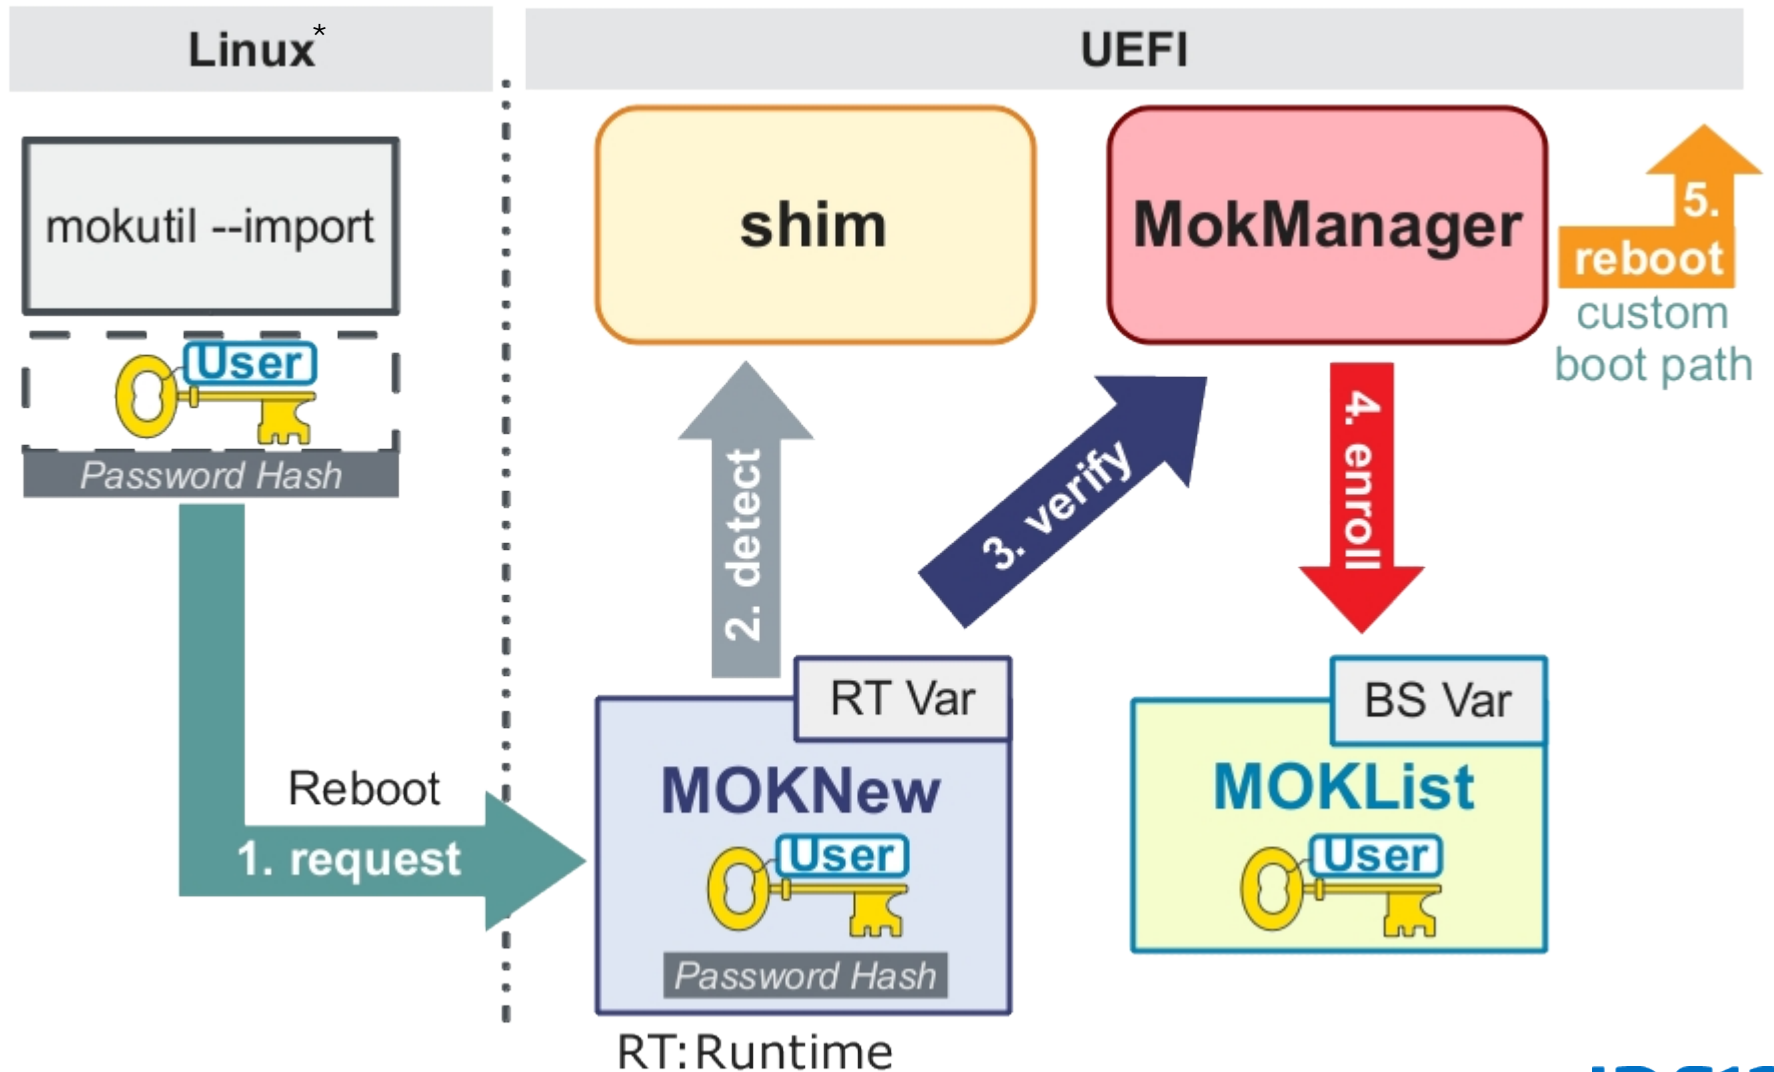 Linux*
UEFI
mokutil --import
User
Password Hash
Reboot
1. request
shim
MokManager
5.
reboot
custom
boot path
2. detect
3. verify
4. enroll
RT Var
MOKNew
User
Password Hash
RT:Runtime
BS Var
MOKList
User